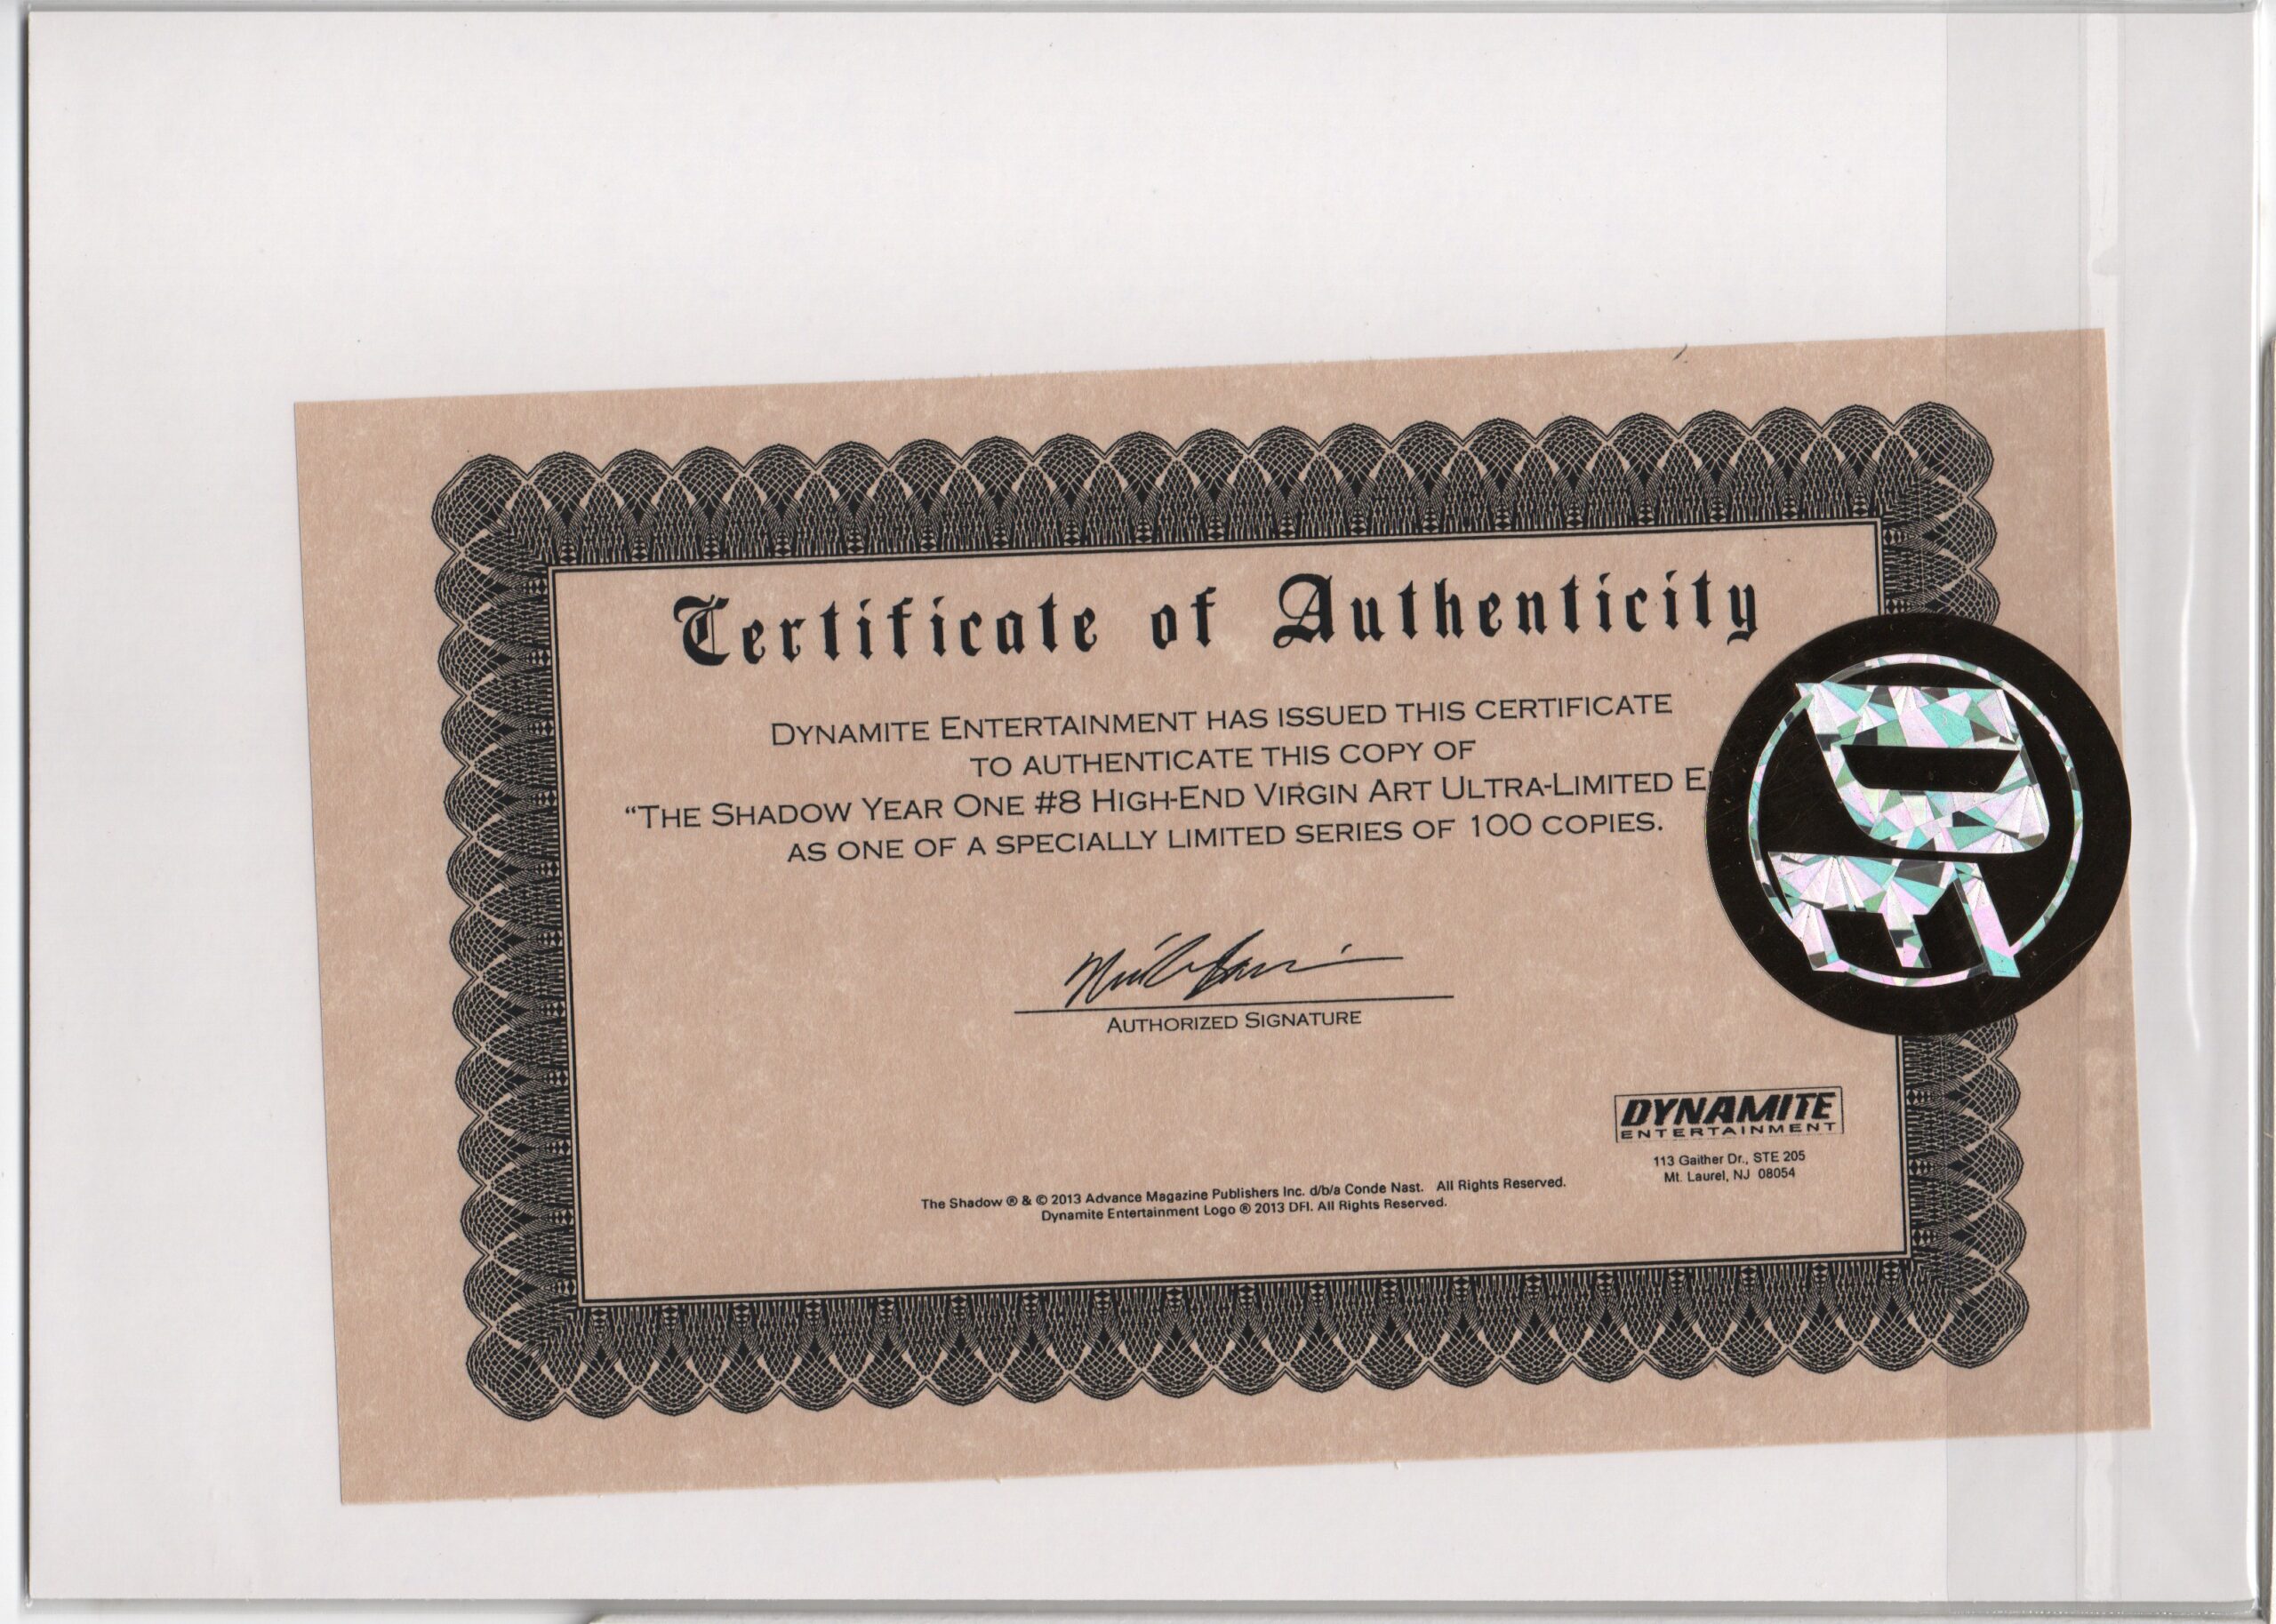 Certificate of Authenticity
DYNAMITE ENTERTAINMENT HAS ISSUED THIS CERTIFICATE
TO AUTHENTICATE THIS COPY OF
“THE SHADOW YEAR ONE #8 HIGH-END VIRGIN ART ULTRA-LIMITED
AS ONE OF A SPECIALLY LIMITED SERIES OF 100 COPIES.
AUTHORIZED SIGNATURE
DYNAMITE
ENTERTAINMENT
113 Gaither Dr., STE 205
Mt. Laurel, NJ 08054
The Shadow ® & © 2013 Advance Magazine Publishers Inc. d/b/a Conde Nast. All Rights Reserved.
Dynamite Entertainment Logo ® 2013 DFI. All Rights Reserved.